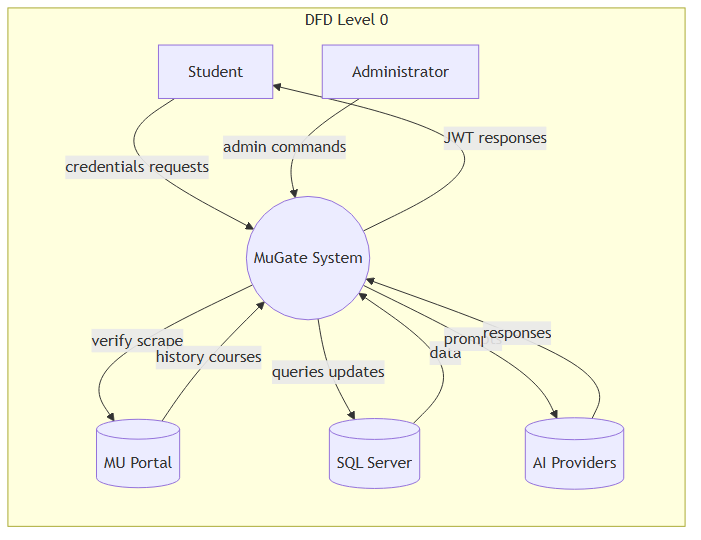 DFD Level 0
Student
Administrator
JWT responses
admin commands
credentials requests
MuGate System
verify scrape
history courses
queries updates
data
responses
MU Portal
SQL Server
AI Providers